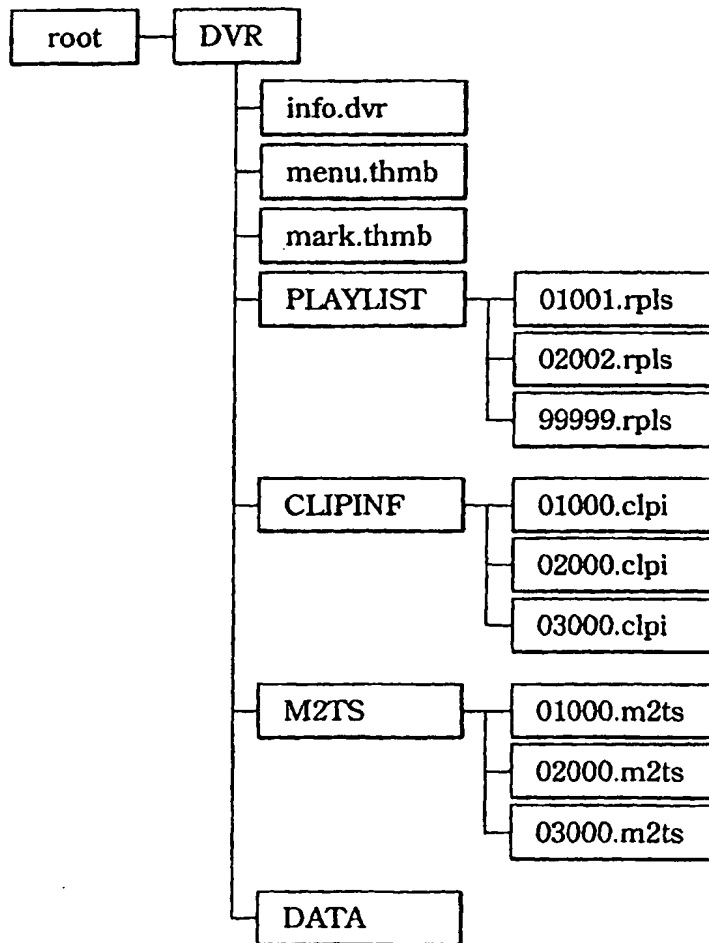 root DVR
info.dvr
menu.thmb
mark.thmb
PLAYLIST 01001.rpls
02002.rpls
99999.rpls
CLIPINF 01000.clpi
02000.clpi
03000.clpi
M2TS 01000.m2ts
02000.m2ts
03000.m2ts
DATA